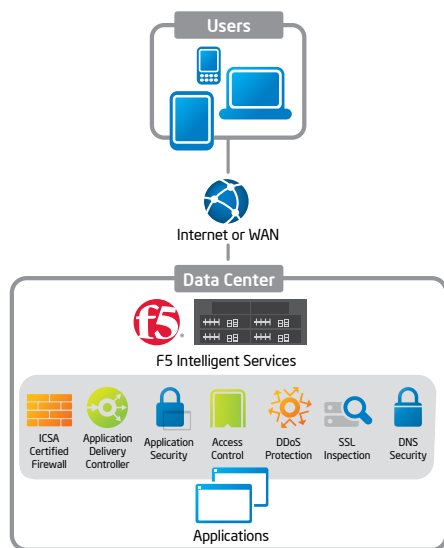 Users
Internet or WAN
Data Center
f5®
F5 Intelligent Services
ICSA
Certified
Firewall
Application
Delivery
Controller
Application
Security
Access
Control
DDoS
Protection
SSL
Inspection
DNS
Security
Applications